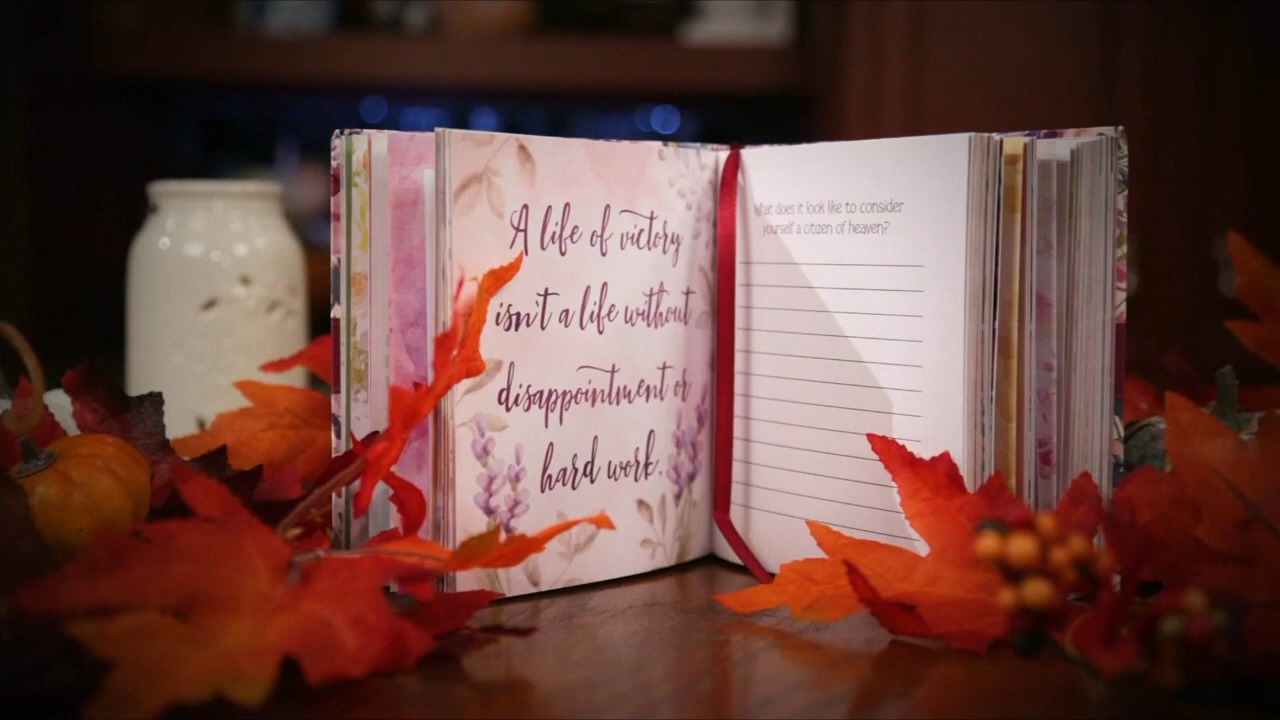 A life of victory
isn't a life without
disappointment or
hard work.
What does it look like to consider
yourself a citizen of heaven?